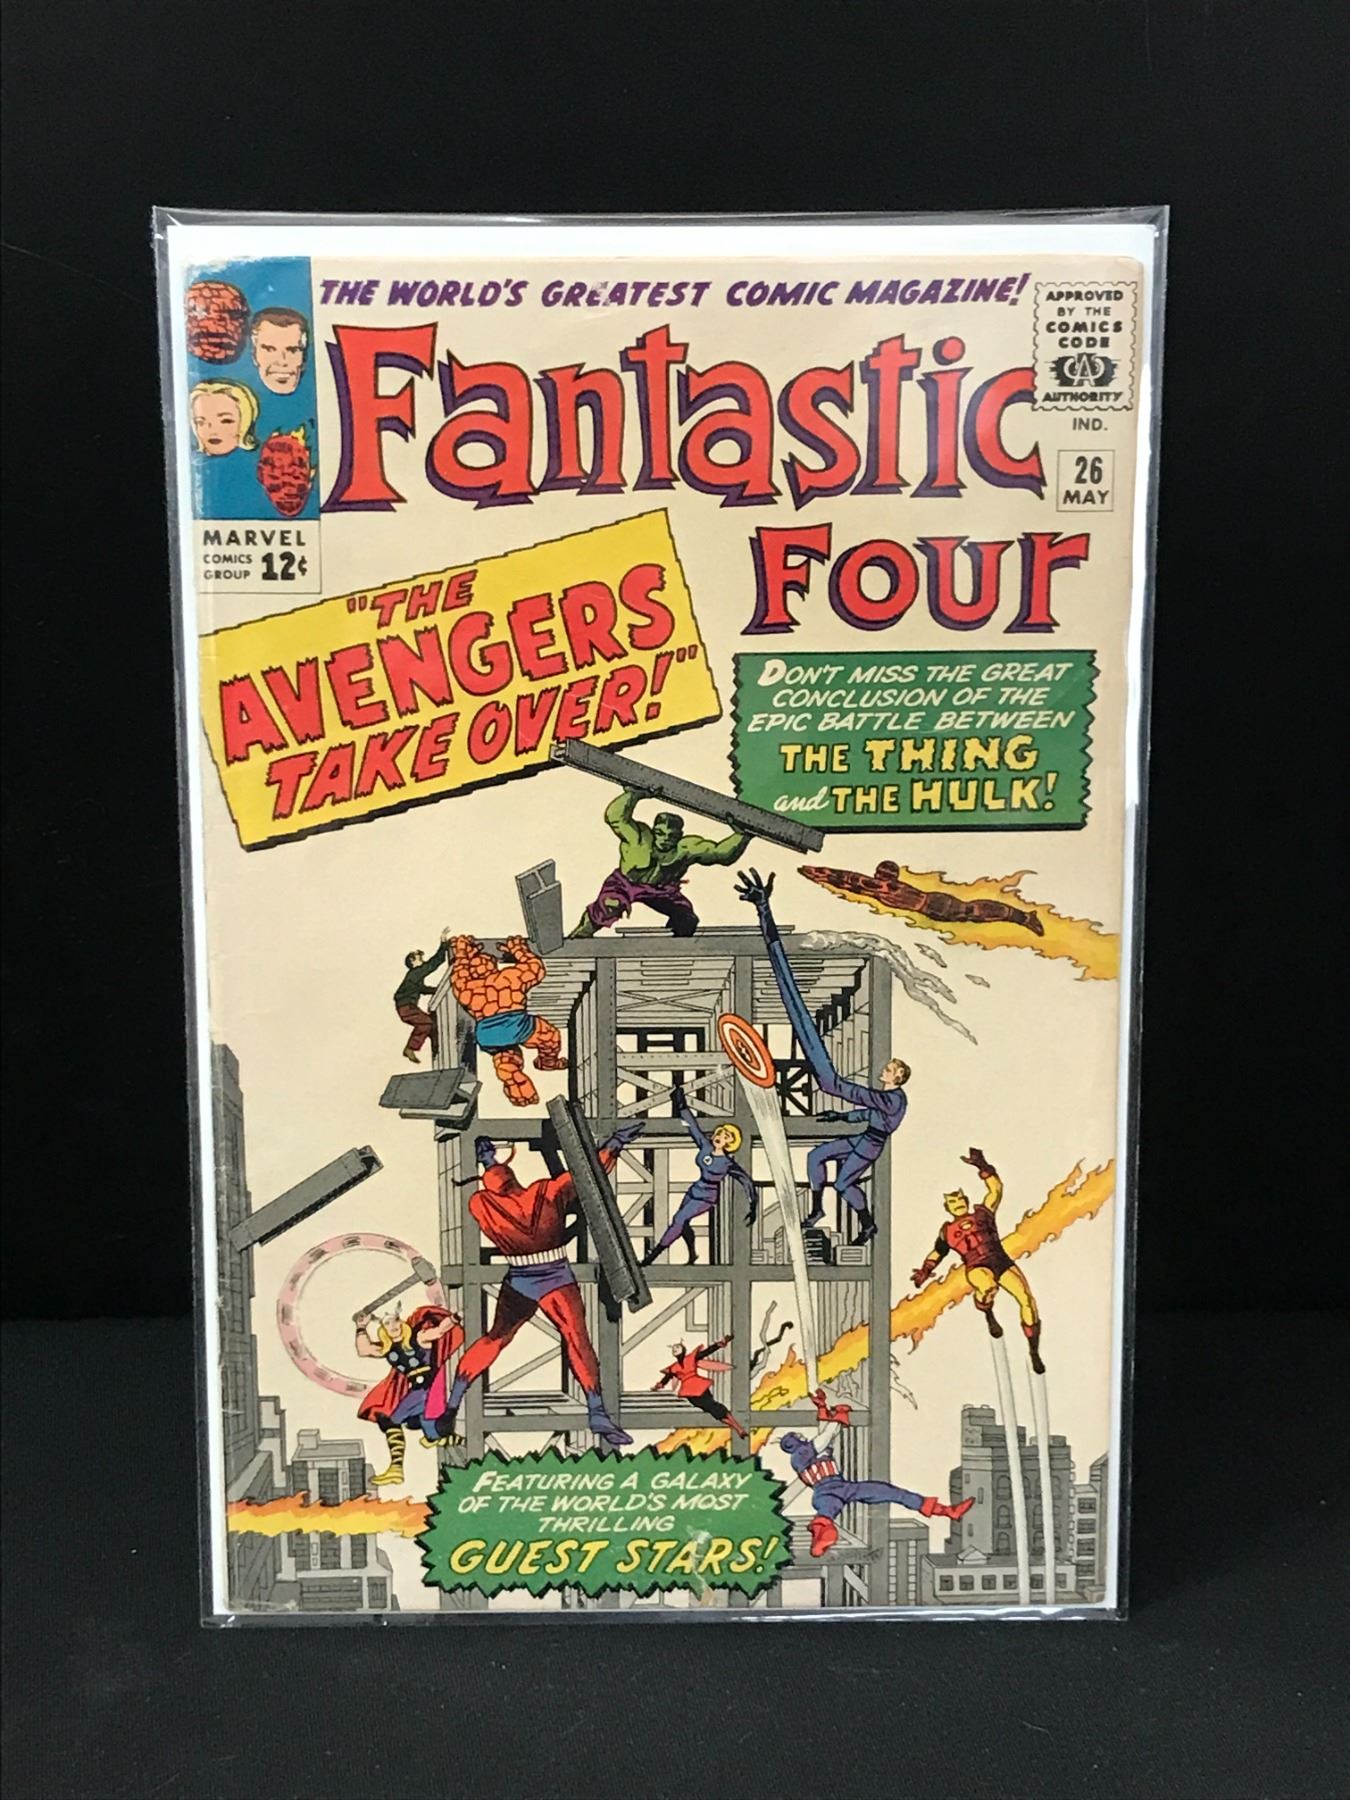 THE WORLD'S GREATEST COMIC MAGAZINE!
FANTASTIC
FOUR
APPROVED
BY THE
COMICS
CODE
CA
AUTHORITY
IND.
26
MAY
MARVEL
COMICS
GROUP 12¢
"THE
AVENGERS
TAKE OVER!"
DON'T MISS THE GREAT
CONCLUSION OF THE
EPIC BATTLE BETWEEN
THE THING
and THE HULK!
4
FEATURING A GALAXY
OF THE WORLD'S MOST
THRILLING
GUEST STARS!